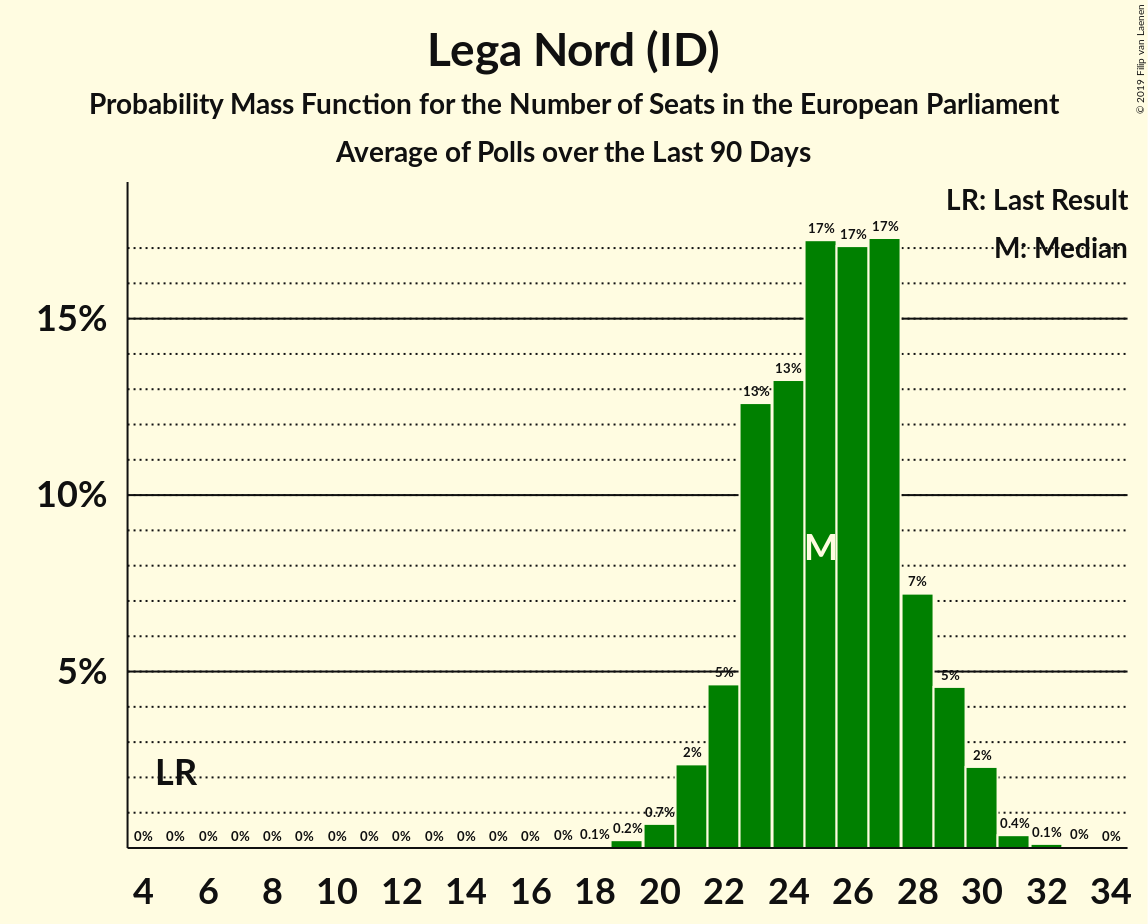 Lega Nord (ID)
Probability Mass Function for the Number of Seats in the European Parliament
Average of Polls over the Last 90 Days
© 2019 Filip van Laenen
LR: Last Result
M: Median
17% 17% 17%
15%
13% 13%
10%
M
7%
5%
5% 5%
LR
2% 2%
0% 0% 0% 0% 0% 0% 0% 0% 0% 0% 0% 0% 0% 0% 0.1% 0.2% 0.7% 0.4% 0.1% 0% 0%
4 6 8 10 12 14 16 18 20 22 24 26 28 30 32 34